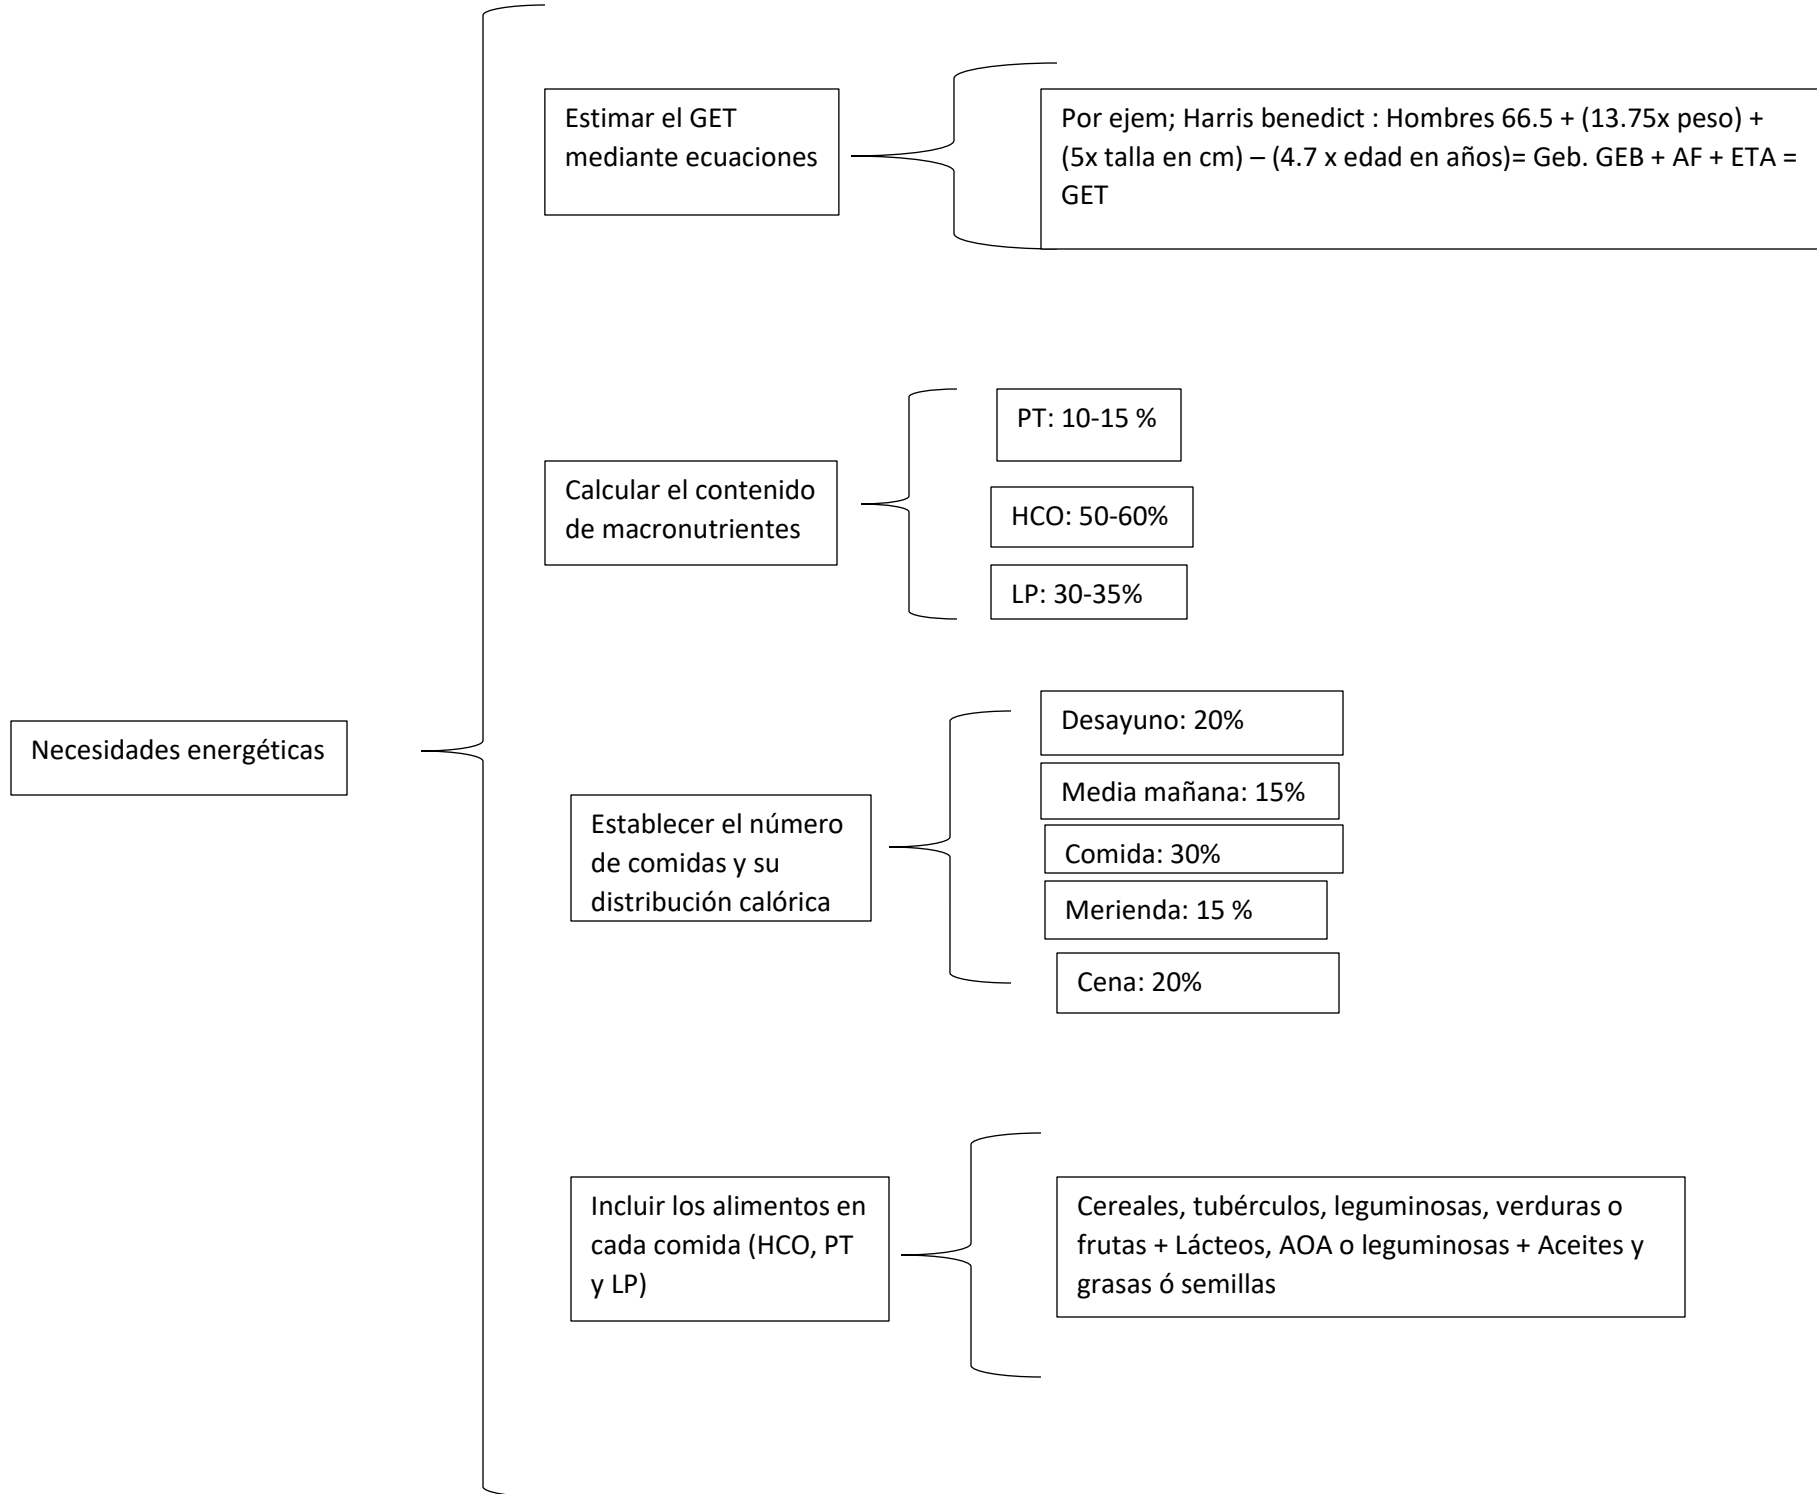 Necesidades energéticas
Estimar el GET
mediante ecuaciones
Por ejem; Harris benedict : Hombres 66.5 + (13.75x peso) +
(5x talla en cm) – (4.7 x edad en años)= Geb. GEB + AF + ETA =
GET
Calcular el contenido
de macronutrientes
PT: 10-15 %
HCO: 50-60%
LP: 30-35%
Establecer el número
de comidas y su
distribución calórica
Desayuno: 20%
Media mañana: 15%
Comida: 30%
Merienda: 15 %
Cena: 20%
Incluir los alimentos en
cada comida (HCO, PT
y LP)
Cereales, tubérculos, leguminosas, verduras o
frutas + Lácteos, AOA o leguminosas + Aceites y
grasas ó semillas